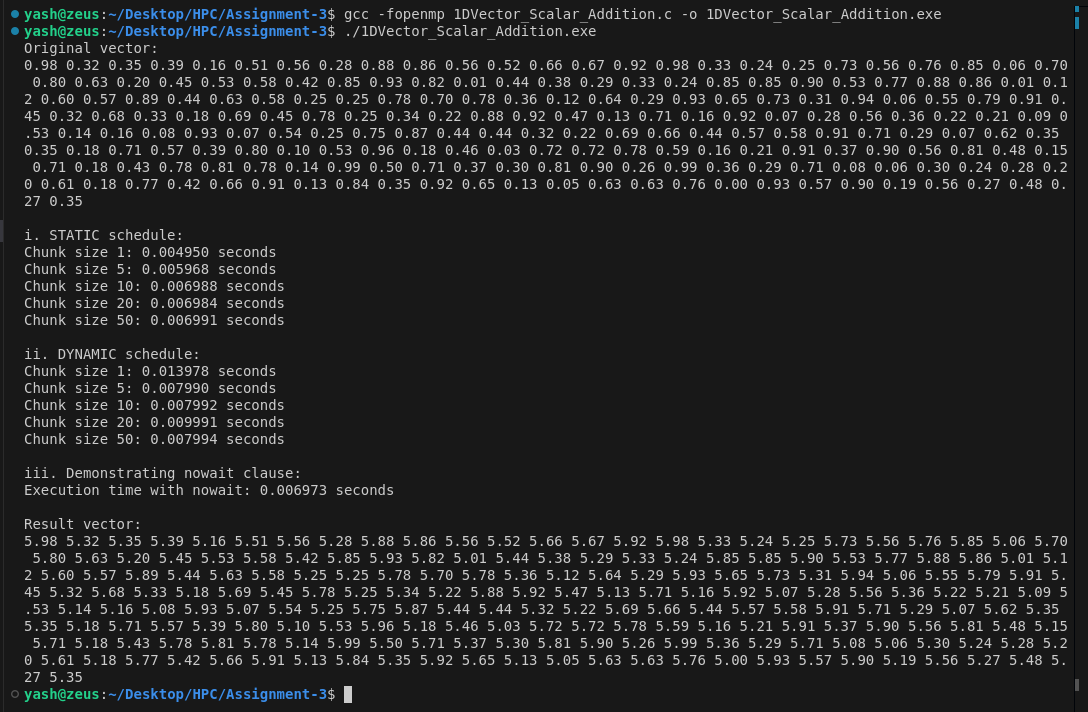 yash@zeus:~/Desktop/HPC/Assignment-3$ gcc -fopenmp 1DVector_Scalar_Addition.c -o 1DVector_Scalar_Addition.exe
yash@zeus:~/Desktop/HPC/Assignment-3$ ./1DVector_Scalar_Addition.exe
Original vector:
0.98 0.32 0.35 0.39 0.16 0.51 0.56 0.28 0.88 0.86 0.56 0.52 0.66 0.67 0.92 0.98 0.33 0.24 0.25 0.73 0.56 0.76 0.85 0.06 0.70
 0.80 0.63 0.20 0.45 0.53 0.58 0.42 0.85 0.93 0.82 0.01 0.44 0.38 0.29 0.33 0.24 0.85 0.85 0.90 0.53 0.77 0.88 0.86 0.01 0.1
2 0.60 0.57 0.89 0.44 0.63 0.58 0.25 0.25 0.78 0.70 0.78 0.36 0.12 0.64 0.29 0.93 0.65 0.73 0.31 0.94 0.06 0.55 0.79 0.91 0.
45 0.32 0.68 0.33 0.18 0.69 0.45 0.78 0.25 0.34 0.22 0.88 0.92 0.47 0.13 0.71 0.16 0.92 0.07 0.28 0.56 0.36 0.22 0.21 0.09 0
.53 0.14 0.16 0.08 0.93 0.07 0.54 0.25 0.75 0.87 0.44 0.44 0.32 0.22 0.69 0.66 0.44 0.57 0.58 0.91 0.71 0.29 0.07 0.62 0.35
0.35 0.18 0.71 0.57 0.39 0.80 0.10 0.53 0.96 0.18 0.46 0.03 0.72 0.72 0.78 0.59 0.16 0.21 0.91 0.37 0.90 0.56 0.81 0.48 0.15
 0.71 0.18 0.43 0.78 0.81 0.78 0.14 0.99 0.50 0.71 0.37 0.30 0.81 0.90 0.26 0.99 0.36 0.29 0.71 0.08 0.06 0.30 0.24 0.28 0.2
0 0.61 0.18 0.77 0.42 0.66 0.91 0.13 0.84 0.35 0.92 0.65 0.13 0.05 0.63 0.63 0.76 0.00 0.93 0.57 0.90 0.19 0.56 0.27 0.48 0.
27 0.35
i. STATIC schedule:
Chunk size 1: 0.004950 seconds
Chunk size 5: 0.005968 seconds
Chunk size 10: 0.006988 seconds
Chunk size 20: 0.006984 seconds
Chunk size 50: 0.006991 seconds
ii. DYNAMIC schedule:
Chunk size 1: 0.013978 seconds
Chunk size 5: 0.007990 seconds
Chunk size 10: 0.007992 seconds
Chunk size 20: 0.009991 seconds
Chunk size 50: 0.007994 seconds
iii. Demonstrating nowait clause:
Execution time with nowait: 0.006973 seconds
Result vector:
5.98 5.32 5.35 5.39 5.16 5.51 5.56 5.28 5.88 5.86 5.56 5.52 5.66 5.67 5.92 5.98 5.33 5.24 5.25 5.73 5.56 5.76 5.85 5.06 5.70
 5.80 5.63 5.20 5.45 5.53 5.58 5.42 5.85 5.93 5.82 5.01 5.44 5.38 5.29 5.33 5.24 5.85 5.85 5.90 5.53 5.77 5.88 5.86 5.01 5.1
2 5.60 5.57 5.89 5.44 5.63 5.58 5.25 5.25 5.78 5.70 5.78 5.36 5.12 5.64 5.29 5.93 5.65 5.73 5.31 5.94 5.06 5.55 5.79 5.91 5.
45 5.32 5.68 5.33 5.18 5.69 5.45 5.78 5.25 5.34 5.22 5.88 5.92 5.47 5.13 5.71 5.16 5.92 5.07 5.28 5.56 5.36 5.22 5.21 5.09 5
.53 5.14 5.16 5.08 5.93 5.07 5.54 5.25 5.75 5.87 5.44 5.44 5.32 5.22 5.69 5.66 5.44 5.57 5.58 5.91 5.71 5.29 5.07 5.62 5.35
5.35 5.18 5.71 5.57 5.39 5.80 5.10 5.53 5.96 5.18 5.46 5.03 5.72 5.72 5.78 5.59 5.16 5.21 5.91 5.37 5.90 5.56 5.81 5.48 5.15
 5.71 5.18 5.43 5.78 5.81 5.78 5.14 5.99 5.50 5.71 5.37 5.30 5.81 5.90 5.26 5.99 5.36 5.29 5.71 5.08 5.06 5.30 5.24 5.28 5.2
0 5.61 5.18 5.77 5.42 5.66 5.91 5.13 5.84 5.35 5.92 5.65 5.13 5.05 5.63 5.63 5.76 5.00 5.93 5.57 5.90 5.19 5.56 5.27 5.48 5.
27 5.35
yash@zeus:~/Desktop/HPC/Assignment-3$